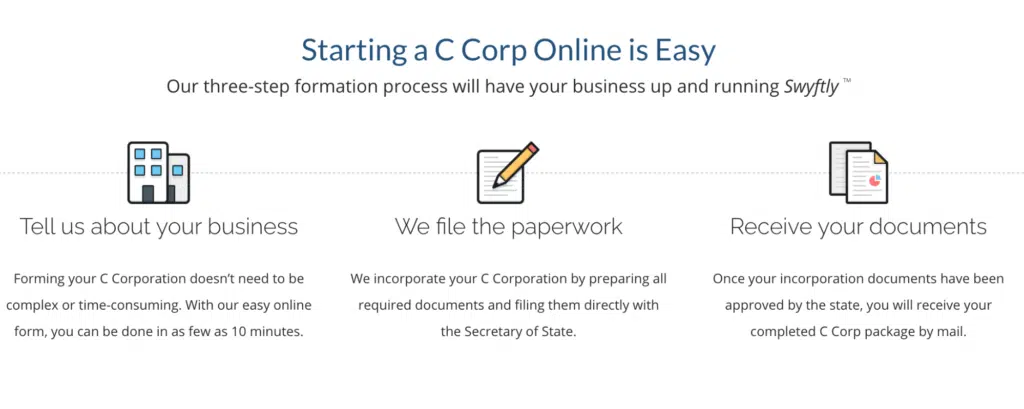 Starting a C Corp Online is Easy
Our three-step formation process will have your business up and running Swyftly ™
Tell us about your business
Forming your C Corporation doesn’t need to be
complex or time-consuming. With our easy online
form, you can be done in as few as 10 minutes.
We file the paperwork
We incorporate your C Corporation by preparing all
required documents and filing them directly with
the Secretary of State.
Receive your documents
Once your incorporation documents have been
approved by the state, you will receive your
completed C Corp package by mail.